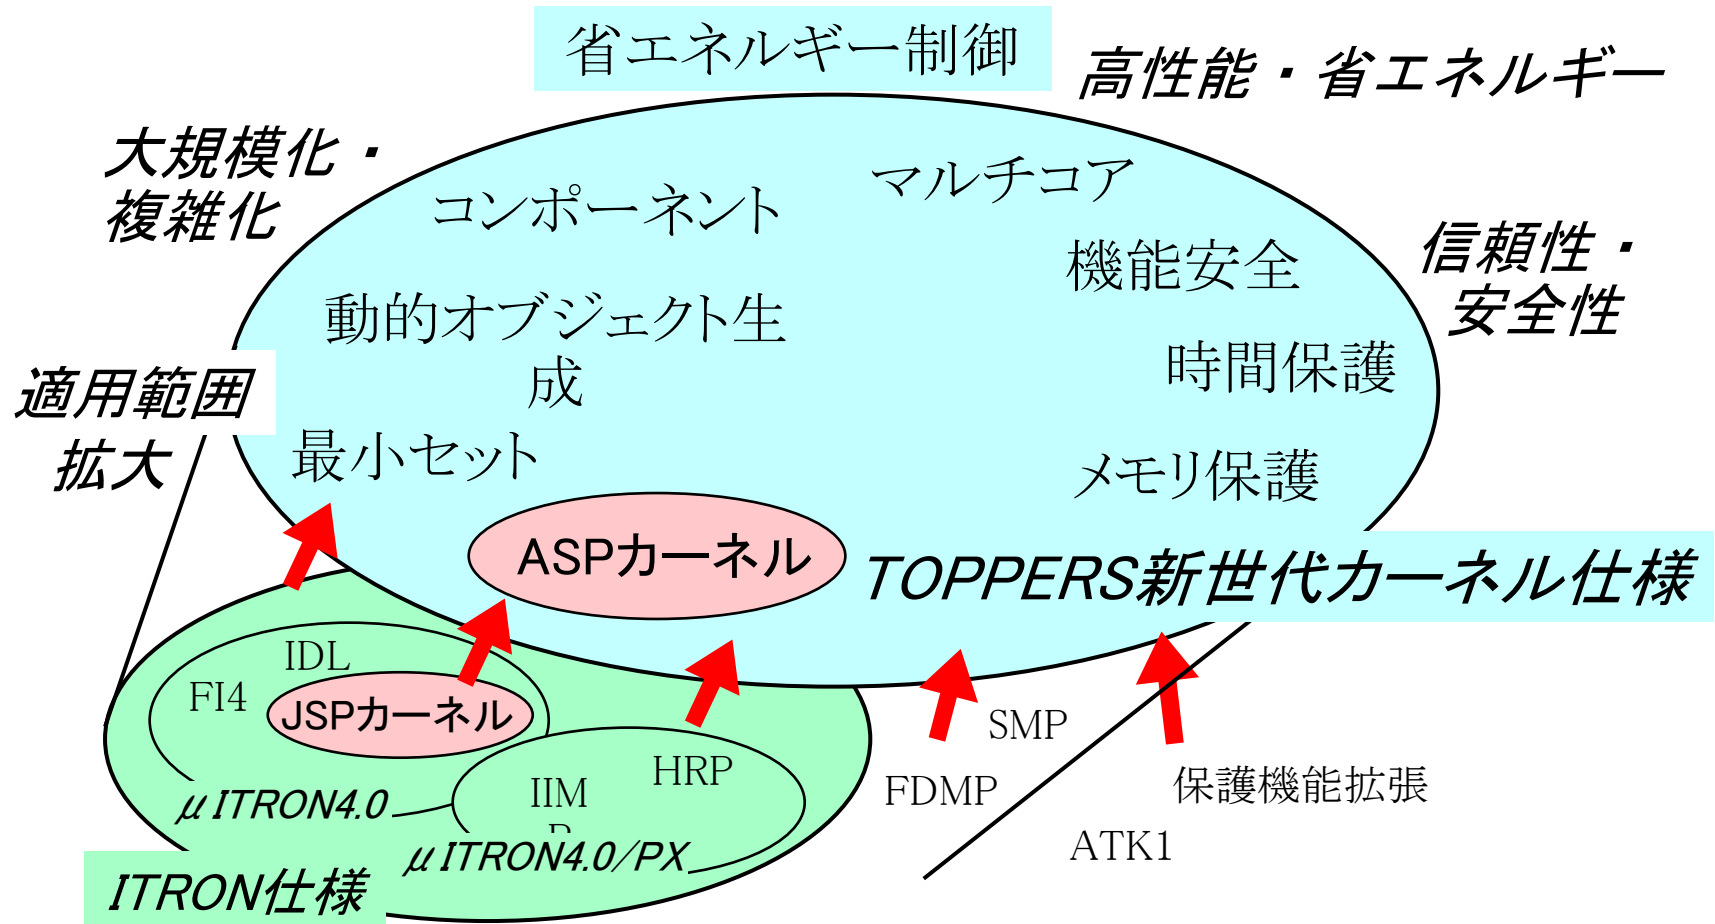 省エネルギー制御
高性能・省エネルギー
大規模化・
複雑化
コンポーネント
マルチコア
機能安全
信頼性・
安全性
動的オブジェクト生
成
時間保護
適用範囲
拡大
最小セット
メモリ保護
ASPカーネル
TOPPERS新世代カーネル仕様
IDL
FI4
JSPカーネル
SMP
HRP
FDMP
保護機能拡張
IIM
μITRON4.0
ATK1
μITRON4.0/PX
ITRON仕様